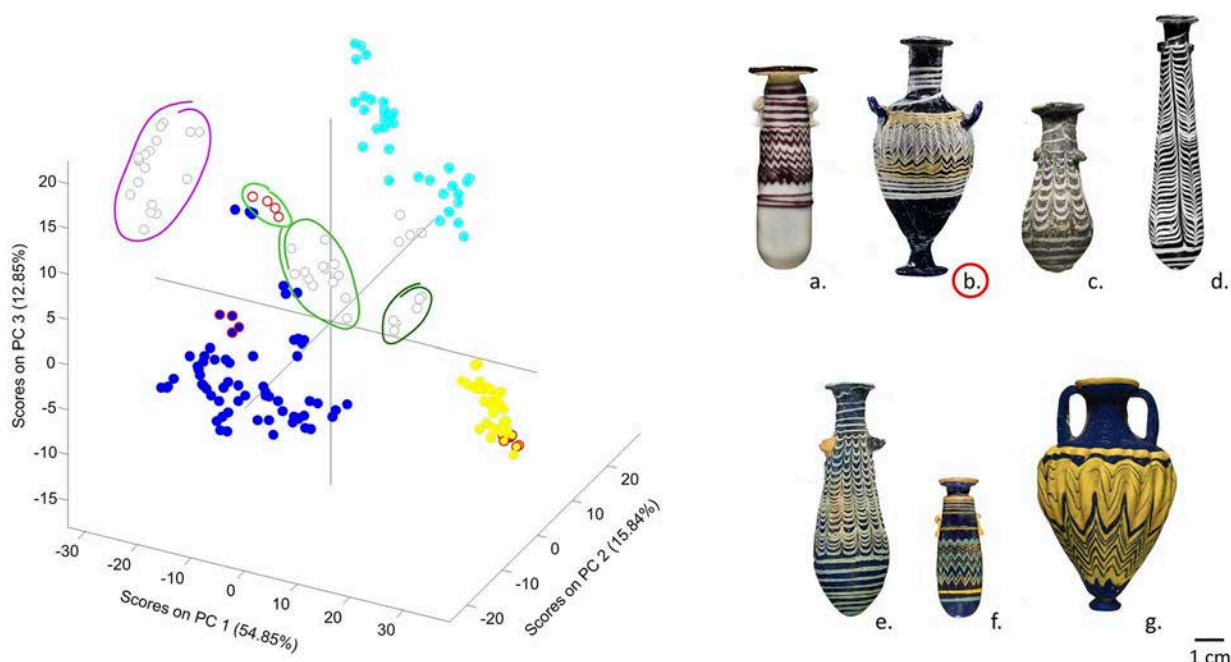 20
15
10
5
0
-5
-10
-15
Scores on PC 3 (12.85%)
-30
-20
-10
0
10
20
30
Scores on PC 1 (54.85%)
-20
-10
0
10
20
Scores on PC 2 (15.84%)
a.
b.
c.
d.
e.
f.
g.
1 cm